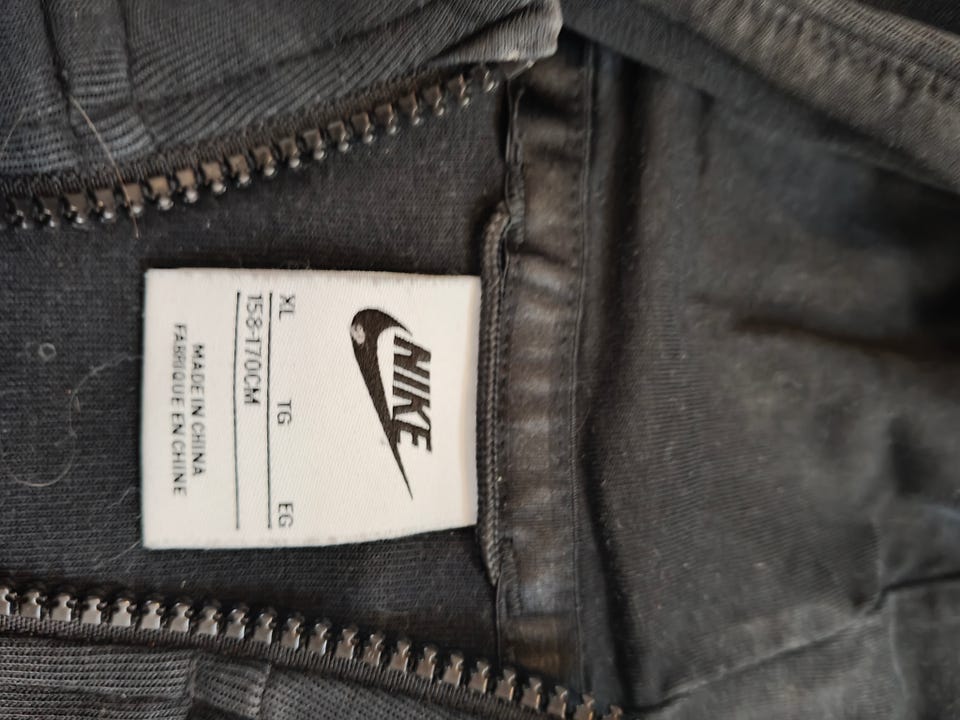 NIKE
XL TG EG
158-170CM
MADE IN CHINA
FABRIQUE EN CHINE